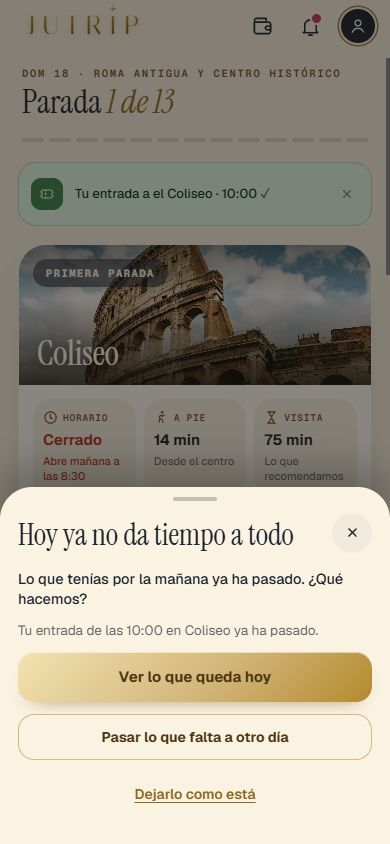 JUTRIP
DOM 18 · ROMA ANTIGUA Y CENTRO HISTÓRICO
Parada 1 de 13
Tu entrada a el Coliseo · 10:00 ✓
PRIMERA PARADA
Coliseo
HORARIO
Cerrado
Abre mañana a
las 8:30
A PIE
14 min
Desde el centro
VISITA
75 min
Lo que
recomendamos
Hoy ya no da tiempo a todo
Lo que tenías por la mañana ya ha pasado. ¿Qué
hacemos?
Tu entrada de las 10:00 en Coliseo ya ha pasado.
Ver lo que queda hoy
Pasar lo que falta a otro día
Dejarlo como está